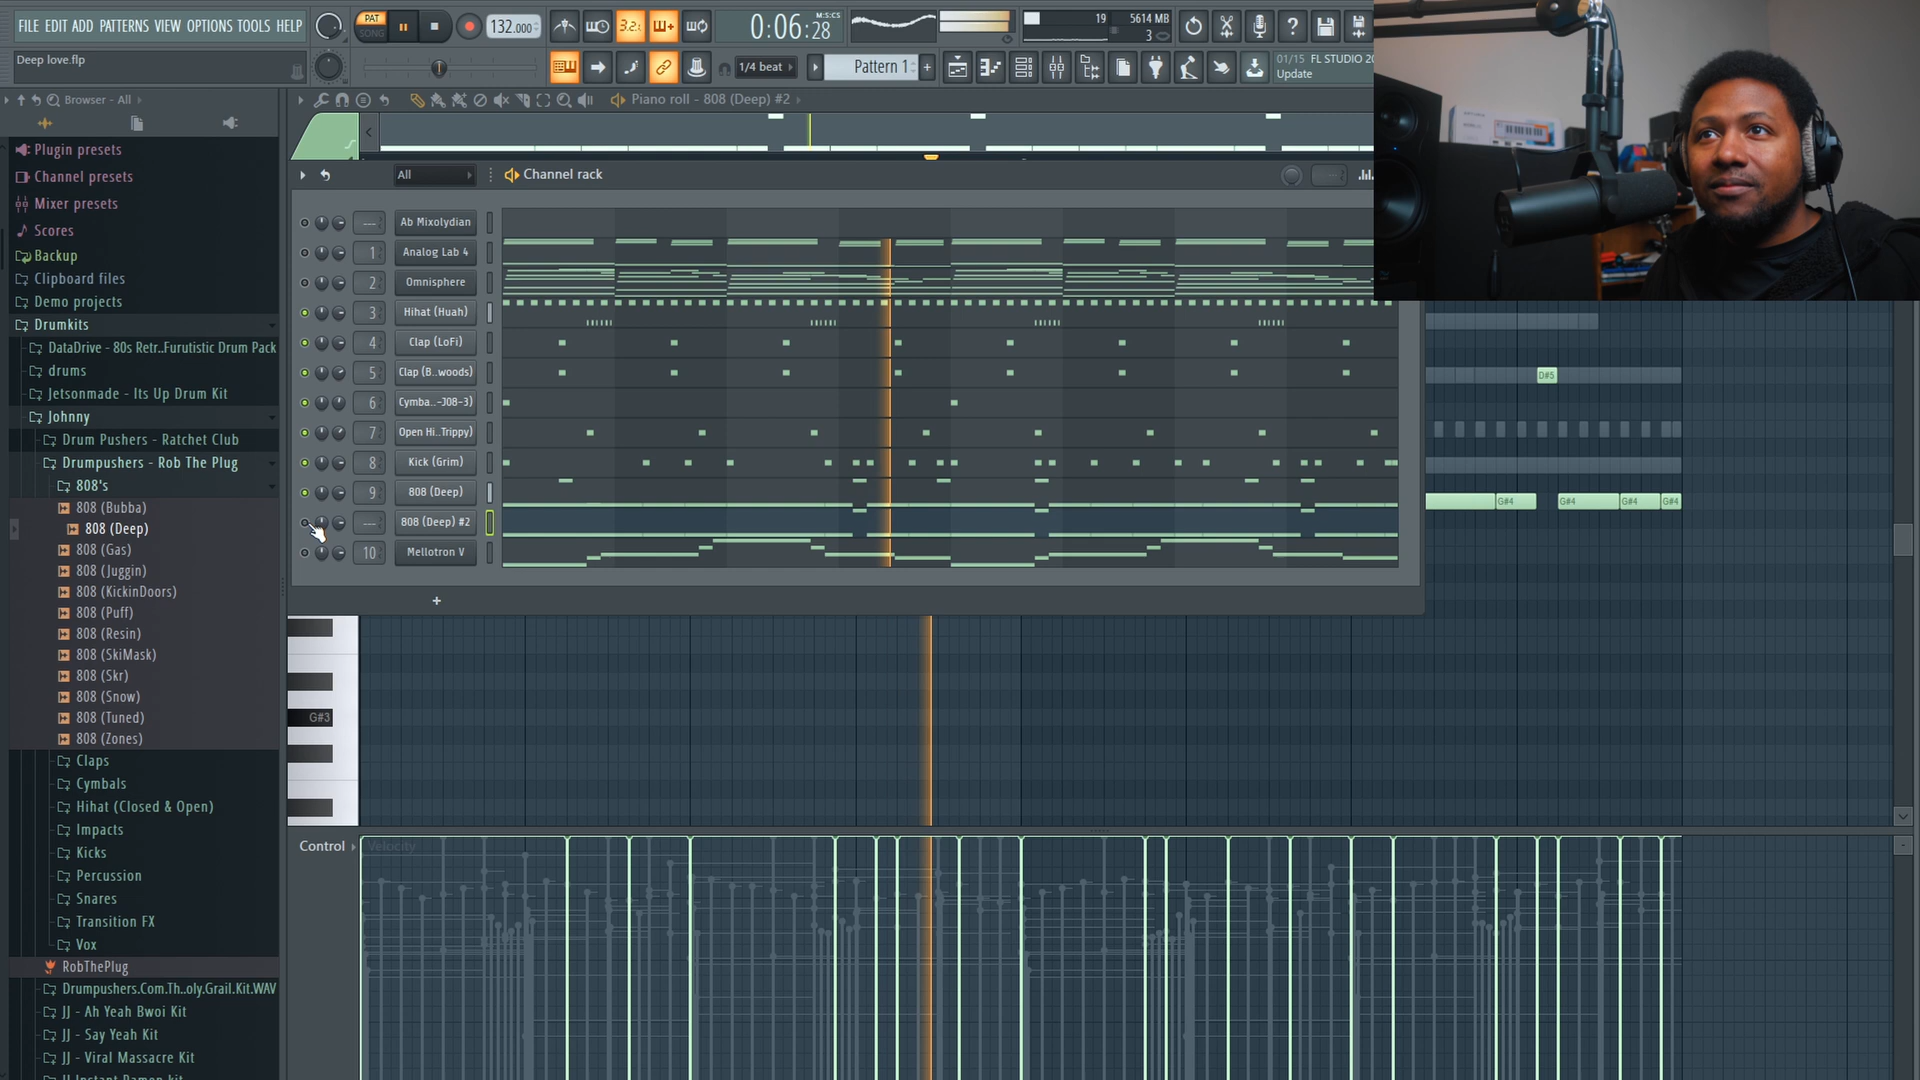 FILE EDIT ADD PATTERNS VIEW OPTIONS TOOLS HELP
PAT
SONG
132.000
3.2.
0:06:28
M:S:CS
19
5614 MB
3
Deep love.flp
1/4 beat
Pattern 1
+
01/15 FL STUDIO 20
Update
Browser - All
Piano roll - 808 (Deep) #2
Plugin presets
Channel presets
Mixer presets
Scores
Backup
Clipboard files
Demo projects
Drumkits
DataDrive - 80s Retr..Furutistic Drum Pack
drums
Jetsonmade - Its Up Drum Kit
Johnny
Drum Pushers - Ratchet Club
Drumpushers - Rob The Plug
808's
808 (Bubba)
808 (Deep)
808 (Gas)
808 (Juggin)
808 (KickinDoors)
808 (Puff)
808 (Resin)
808 (SkiMask)
808 (Skr)
808 (Snow)
808 (Tuned)
808 (Zones)
Claps
Cymbals
Hihat (Closed & Open)
Impacts
Kicks
Percussion
Snares
Transition FX
Vox
RobThePlug
Drumpushers.Com.Th..oly.Grail.Kit.WAV
JJ - Ah Yeah Bwoi Kit
JJ - Say Yeah Kit
JJ - Viral Massacre Kit
All
Channel rack
--- Ab Mixolydian
1 Analog Lab 4
2 Omnisphere
3 Hihat (Huah)
4 Clap (LoFi)
5 Clap (B..woods)
6 Cymba..-J08-3)
7 Open Hi..Trippy)
8 Kick (Grim)
9 808 (Deep)
--- 808 (Deep) #2
10 Mellotron V
+
D#5
G#4 G#4 G#4 G#4
G#3
Control
Velocity